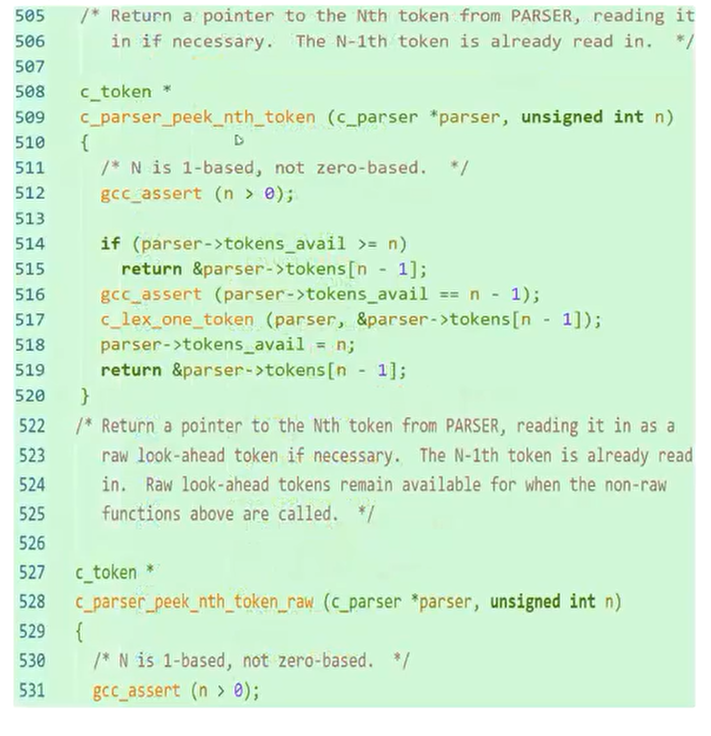 505 /* Return a pointer to the Nth token from PARSER, reading it
506 in if necessary.  The N-1th token is already read in.  */
507
508 c_token *
509 c_parser_peek_nth_token (c_parser *parser, unsigned int n)
510 {
511 /* N is 1-based, not zero-based.  */
512 gcc_assert (n > 0);
513
514 if (parser->tokens_avail >= n)
515 return &parser->tokens[n - 1];
516 gcc_assert (parser->tokens_avail == n - 1);
517 c_lex_one_token (parser, &parser->tokens[n - 1]);
518 parser->tokens_avail = n;
519 return &parser->tokens[n - 1];
520 }
522 /* Return a pointer to the Nth token from PARSER, reading it in as a
523 raw look-ahead token if necessary.  The N-1th token is already read
524 in.  Raw look-ahead tokens remain available for when the non-raw
525 functions above are called.  */
526
527 c_token *
528 c_parser_peek_nth_token_raw (c_parser *parser, unsigned int n)
529 {
530 /* N is 1-based, not zero-based.  */
531 gcc_assert (n > 0);